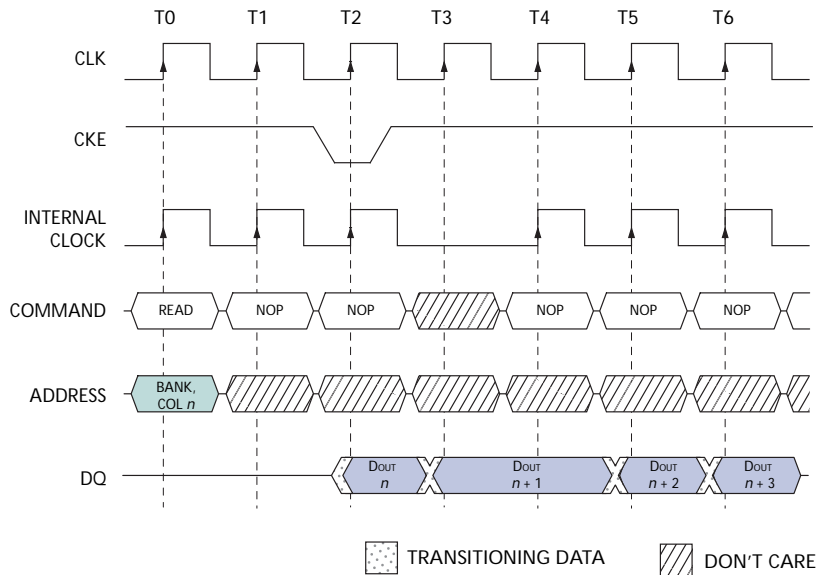 T0 T1 T2 T3 T4 T5 T6
CLK
CKE
INTERNAL
CLOCK
COMMAND READ NOP NOP NOP NOP NOP
ADDRESS
BANK,
COL n
DQ
DOUT
n
DOUT
n + 1
DOUT
n + 2
DOUT
n + 3
TRANSITIONING DATA DON'T CARE